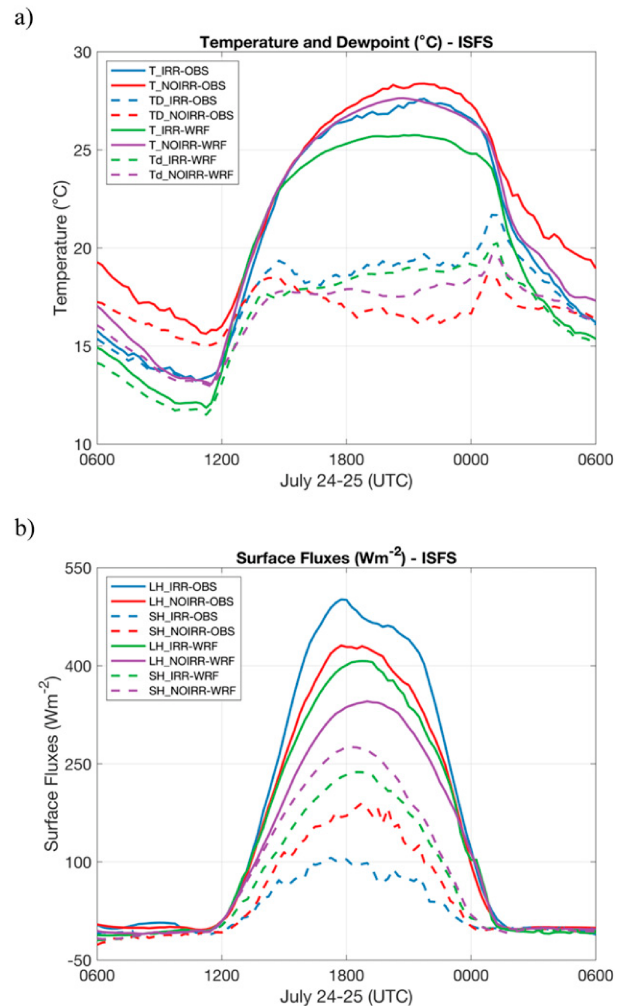 a)
Temperature and Dewpoint (°C) - ISFS
30
25
20
15
10
Temperature (°C)
T_IRR-OBS
T_NOIRR-OBS
TD_IRR-OBS
TD_NOIRR-OBS
T_IRR-WRF
T_NOIRR-WRF
Td_IRR-WRF
Td_NOIRR-WRF
0600 1200 1800 0000 0600
July 24-25 (UTC)
b)
Surface Fluxes (Wm-2) - ISFS
550
400
250
100
-50
Surface Fluxes (Wm-2)
LH_IRR-OBS
LH_NOIRR-OBS
SH_IRR-OBS
SH_NOIRR-OBS
LH_IRR-WRF
LH_NOIRR-WRF
SH_IRR-WRF
SH_NOIRR-WRF
0600 1200 1800 0000 0600
July 24-25 (UTC)